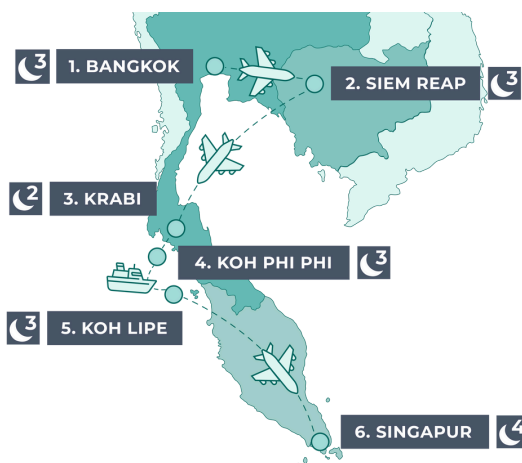 3 1. BANGKOK
2. SIEM REAP 3
2 3. KRABI
4. KOH PHI PHI 3
3 5. KOH LIPE
6. SINGAPUR 4